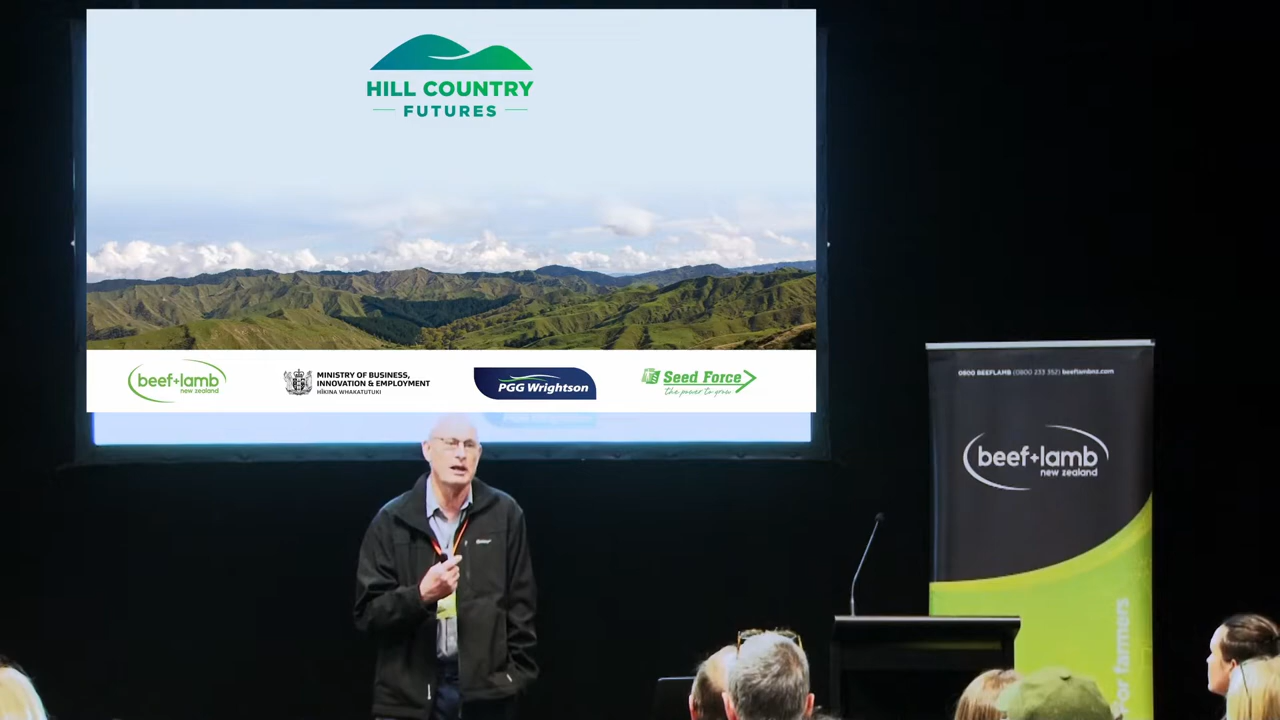 HILL COUNTRY
FUTURES
beef+lamb
new zealand
MINISTRY OF BUSINESS,
INNOVATION & EMPLOYMENT
HĪKINA WHAKATUTUKI
PGG Wrightson
Seed Force
the power to grow
0800 BEEFLAMB (0800 233 352) beeflambnz.com
beef+lamb
new zealand
For farmers